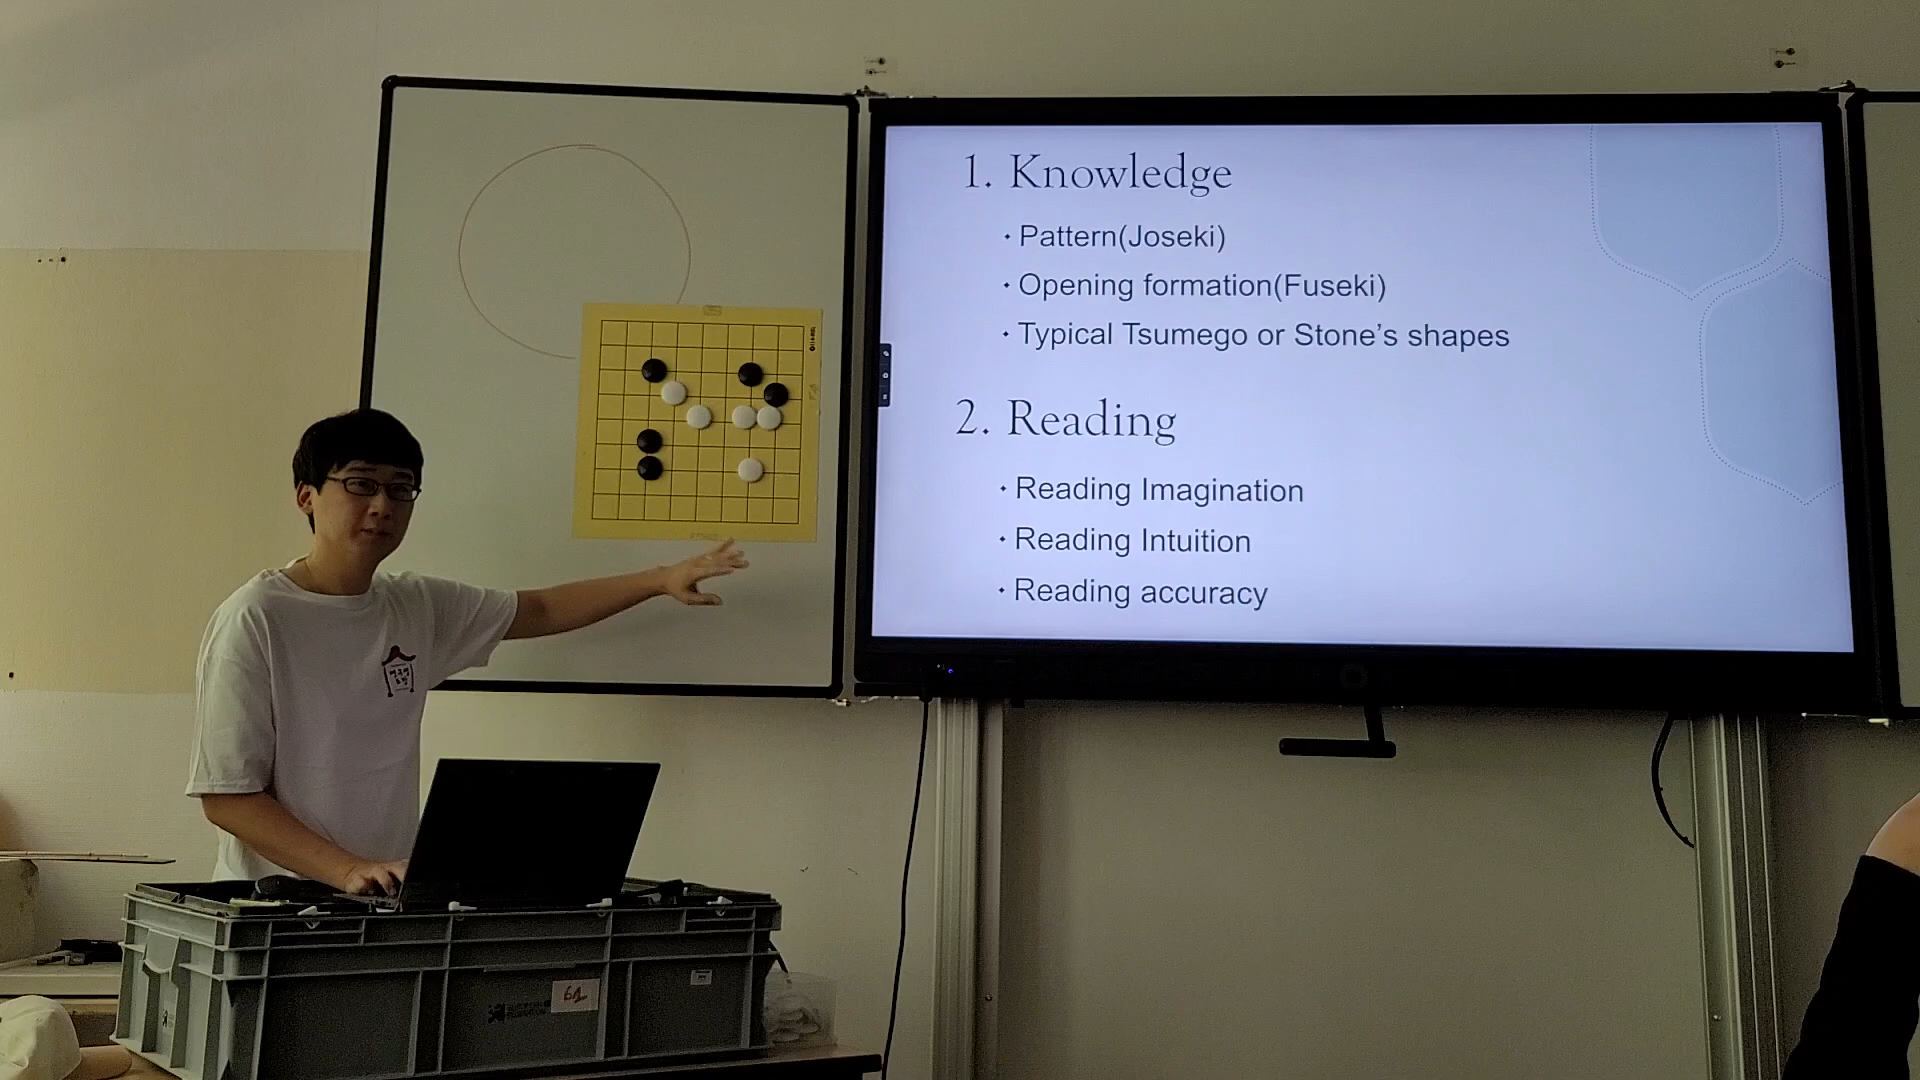 1. Knowledge
· Pattern(Joseki)
· Opening formation(Fuseki)
· Typical Tsumego or Stone's shapes
2. Reading
· Reading Imagination
· Reading Intuition
· Reading accuracy